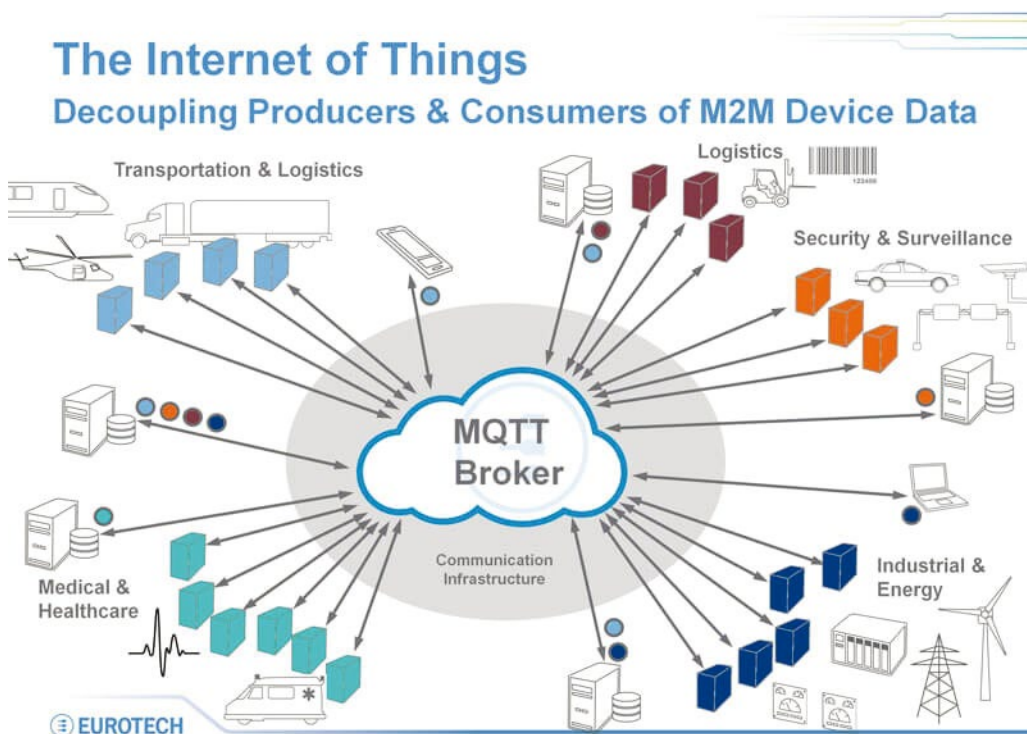 The Internet of Things
Decoupling Producers & Consumers of M2M Device Data
Transportation & Logistics
Logistics
123456
Security & Surveillance
MQTT
Broker
Communication
Infrastructure
Medical &
Healthcare
Industrial &
Energy
EUROTECH